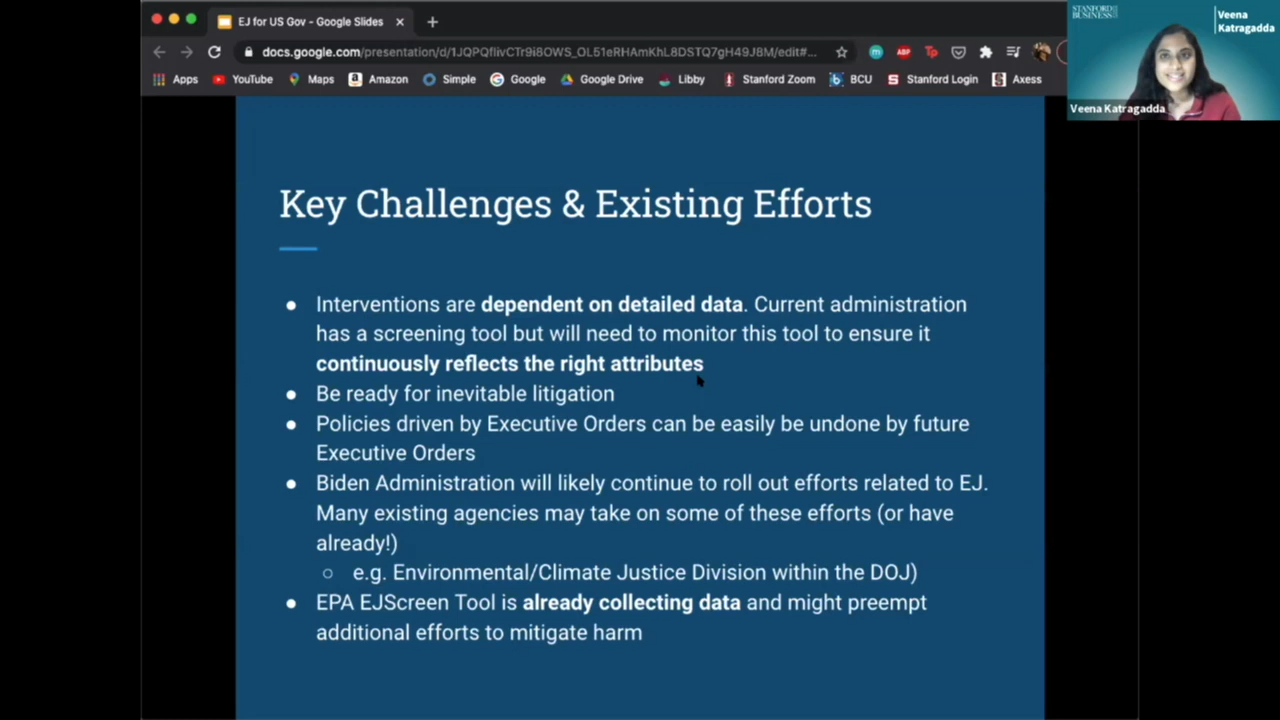 EJ for US Gov - Google Slides
docs.google.com/presentation/d/1JQPQflivCTr9i8OWS_OL51eRHAmKhL8DSTQ7gH49J8M/edit#...
Apps YouTube Maps Amazon Simple Google Google Drive Libby Stanford Zoom BCU Stanford Login Axess
STANFORD
BUSINESS
Veena
Katragadda
Veena Katragadda
Key Challenges & Existing Efforts
● Interventions are dependent on detailed data. Current administration
has a screening tool but will need to monitor this tool to ensure it
continuously reflects the right attributes
● Be ready for inevitable litigation
● Policies driven by Executive Orders can be easily be undone by future
Executive Orders
● Biden Administration will likely continue to roll out efforts related to EJ.
Many existing agencies may take on some of these efforts (or have
already!)
○ e.g. Environmental/Climate Justice Division within the DOJ)
● EPA EJScreen Tool is already collecting data and might preempt
additional efforts to mitigate harm